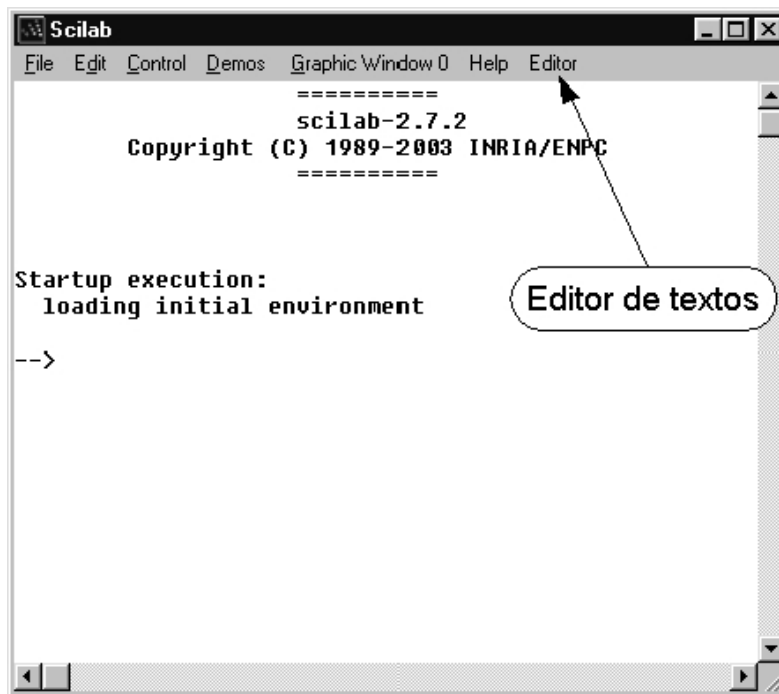 Scilab
File Edit Control Demos Graphic Window 0 Help Editor
==========
scilab-2.7.2
Copyright (C) 1989-2003 INRIA/ENPC
==========
Startup execution:
loading initial environment
Editor de textos
-->